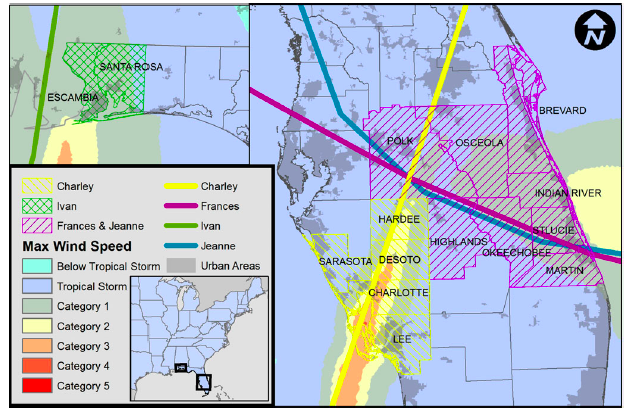 SANTA ROSA
ESCAMBIA
N
BREVARD
POLK
OSCEOLA
INDIAN RIVER
HARDEE
ST.LUCIE
HIGHLANDS
OKEECHOBEE
SARASOTA
DESOTO
MARTIN
CHARLOTTE
LEE
Charley
Ivan
Frances & Jeanne
Max Wind Speed
Below Tropical Storm
Tropical Storm
Category 1
Category 2
Category 3
Category 4
Category 5
Charley
Frances
Ivan
Jeanne
Urban Areas